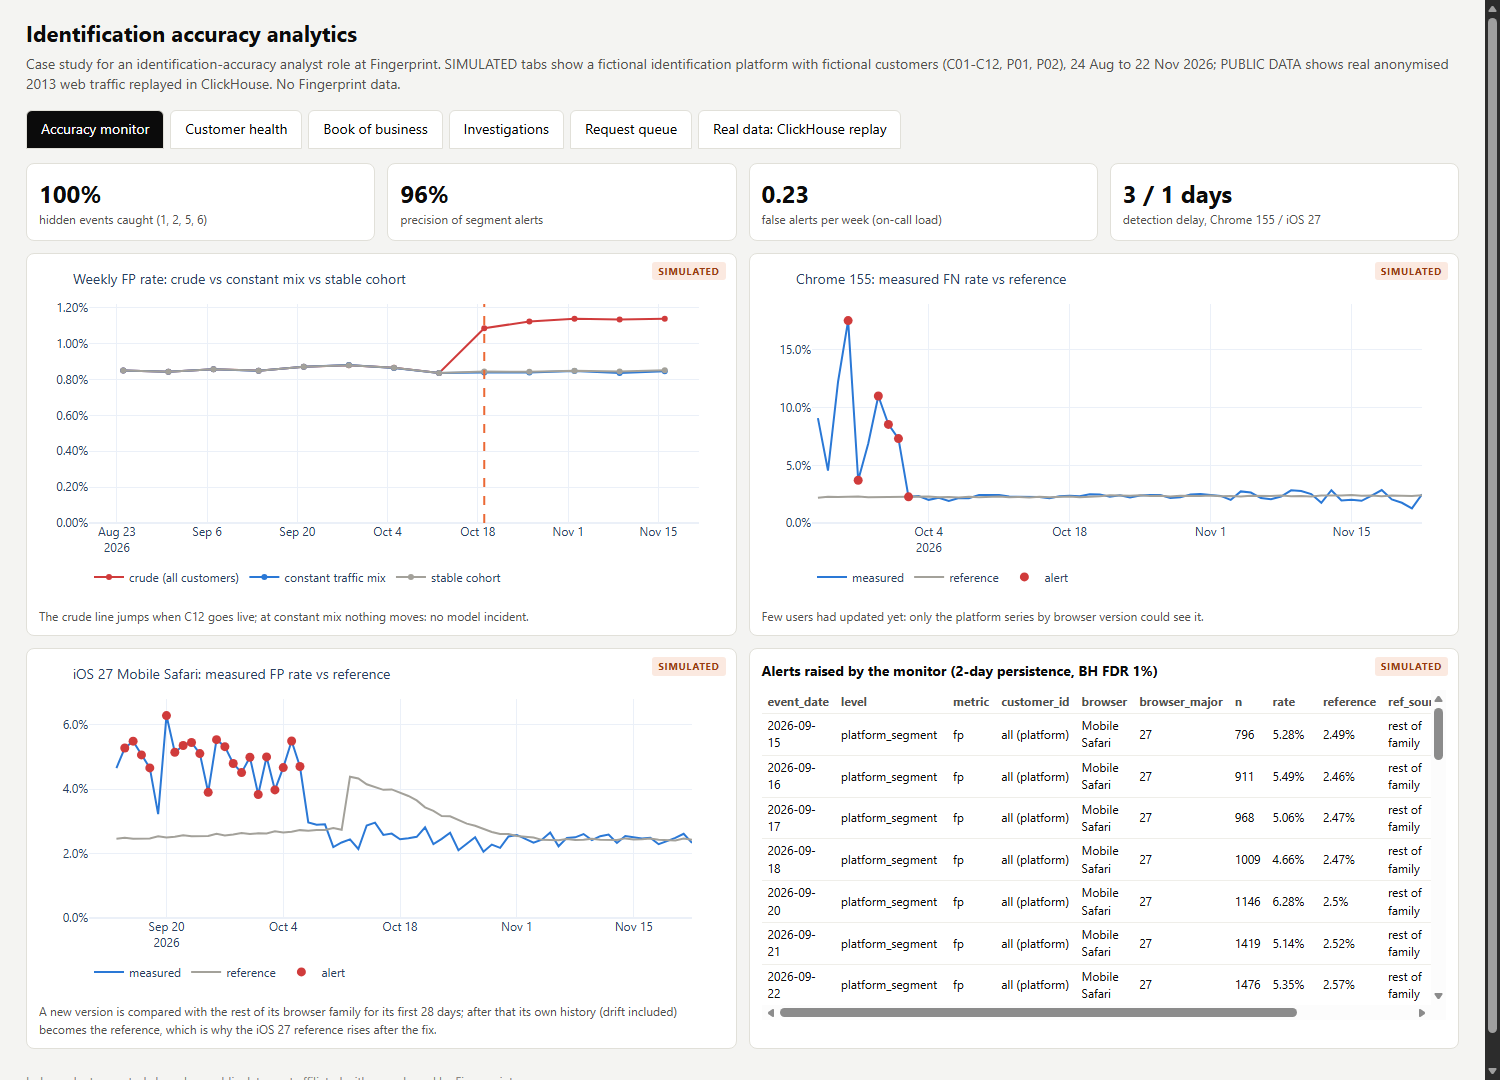 Identification accuracy analytics
Case study for an identification-accuracy analyst role at Fingerprint. SIMULATED tabs show a fictional identification platform with fictional customers (C01-C12, P01, P02), 24 Aug to 22 Nov 2026; PUBLIC DATA shows real anonymised
2013 web traffic replayed in ClickHouse. No Fingerprint data.
Accuracy monitor
Customer health
Book of business
Investigations
Request queue
Real data: ClickHouse replay
100%
hidden events caught (1, 2, 5, 6)
96%
precision of segment alerts
0.23
false alerts per week (on-call load)
3 / 1 days
detection delay, Chrome 155 / iOS 27
SIMULATED
Weekly FP rate: crude vs constant mix vs stable cohort
1.20%
1.00%
0.80%
0.60%
0.40%
0.20%
0.00%
Aug 23
2026
Sep 6
Sep 20
Oct 4
Oct 18
Nov 1
Nov 15
crude (all customers)
constant traffic mix
stable cohort
The crude line jumps when C12 goes live; at constant mix nothing moves: no model incident.
SIMULATED
Chrome 155: measured FN rate vs reference
15.0%
10.0%
5.0%
0.0%
Oct 4
2026
Oct 18
Nov 1
Nov 15
measured
reference
alert
Few users had updated yet: only the platform series by browser version could see it.
SIMULATED
iOS 27 Mobile Safari: measured FP rate vs reference
6.0%
4.0%
2.0%
0.0%
Sep 20
2026
Oct 4
Oct 18
Nov 1
Nov 15
measured
reference
alert
A new version is compared with the rest of its browser family for its first 28 days; after that its own history (drift included)
becomes the reference, which is why the iOS 27 reference rises after the fix.
SIMULATED
Alerts raised by the monitor (2-day persistence, BH FDR 1%)
event_date level metric customer_id browser browser_major n rate reference
2026-09-15 platform_segment fp all (platform) Mobile Safari 27 796 5.28% 2.49% rest of family
2026-09-16 platform_segment fp all (platform) Mobile Safari 27 911 5.49% 2.46% rest of family
2026-09-17 platform_segment fp all (platform) Mobile Safari 27 968 5.06% 2.47% rest of family
2026-09-18 platform_segment fp all (platform) Mobile Safari 27 1009 4.66% 2.47% rest of family
2026-09-20 platform_segment fp all (platform) Mobile Safari 27 1146 6.28% 2.5% rest of family
2026-09-21 platform_segment fp all (platform) Mobile Safari 27 1419 5.14% 2.52% rest of family
2026-09-22 platform_segment fp all (platform) Mobile Safari 27 1476 5.35% 2.57% rest of family